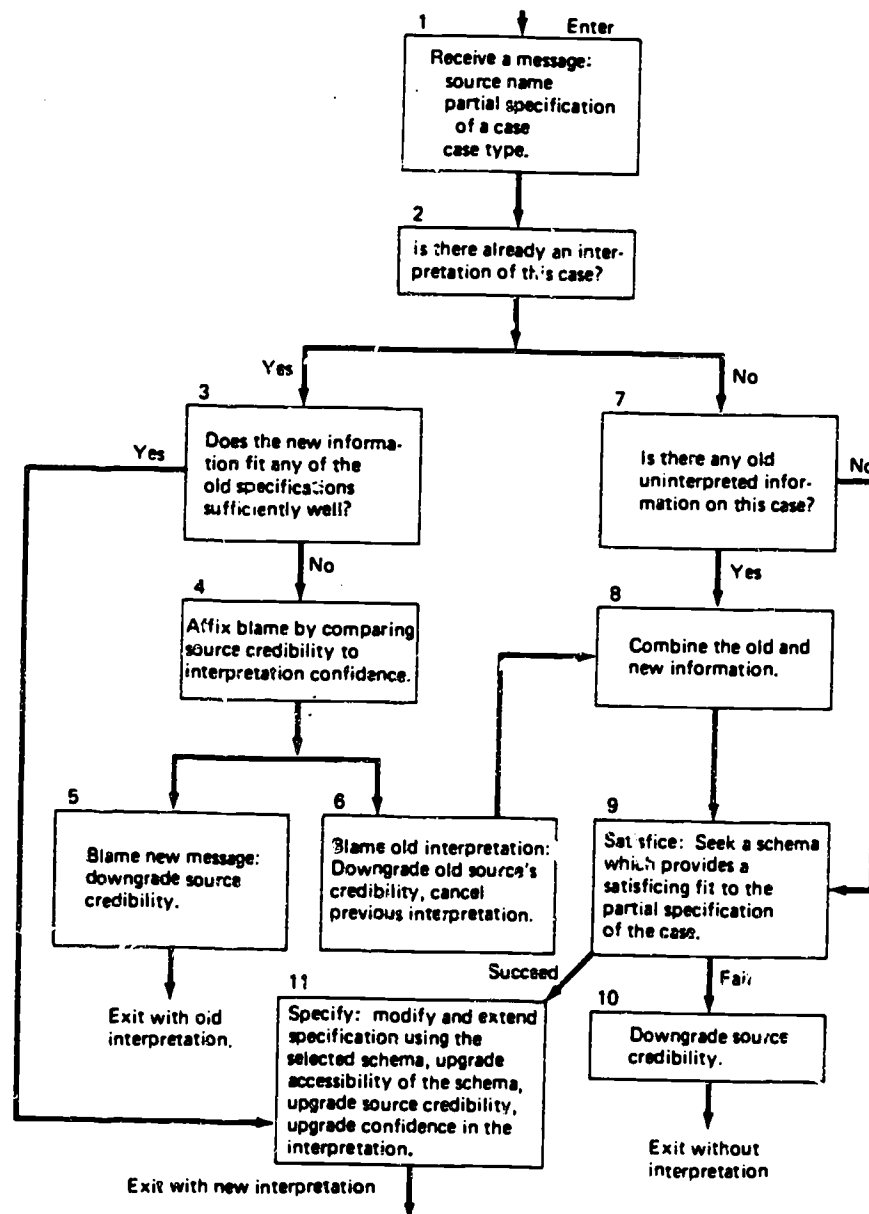 1
Enter
Receive a message:
source name
partial specification
of a case
case type.
2
is there already an inter-
pretation of this case?
Yes
No
3
7
Yes
Does the new informa-
tion fit any of the
old specifications
sufficiently well?
Is there any old
uninterpreted infor-
mation on this case?
No
No
Yes
4
8
Affix blame by comparing
source credibility to
interpretation confidence.
Combine the old and
new information.
5
6
9
Blame new message:
downgrade source
credibility.
Blame old interpretation:
Downgrade old source's
credibility, cancel
previous interpretation.
Satisfice: Seek a schema
which provides a
satisficing fit to the
partial specification
of the case.
Succeed
Fail
11
10
Exit with old
interpretation.
Specify: modify and extend
specification using the
selected schema, upgrade
accessibility of the schema,
upgrade source credibility,
upgrade confidence in the
interpretation.
Downgrade source
credibility.
Exit without
interpretation
Exit with new interpretation